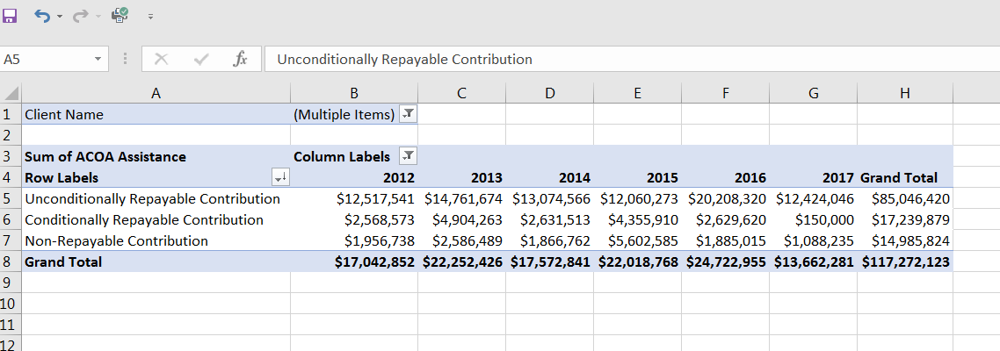 A5 fx Unconditionally Repayable Contribution
A B C D E F G H
1 Client Name (Multiple Items)
2
3 Sum of ACOA Assistance Column Labels
4 Row Labels 2012 2013 2014 2015 2016 2017 Grand Total
5 Unconditionally Repayable Contribution $12,517,541 $14,761,674 $13,074,566 $12,060,273 $20,208,320 $12,424,046 $85,046,420
6 Conditionally Repayable Contribution $2,568,573 $4,904,263 $2,631,513 $4,355,910 $2,629,620 $150,000 $17,239,879
7 Non-Repayable Contribution $1,956,738 $2,586,489 $1,866,762 $5,602,585 $1,885,015 $1,088,235 $14,985,824
8 Grand Total $17,042,852 $22,252,426 $17,572,841 $22,018,768 $24,722,955 $13,662,281 $117,272,123
9
10
11
12